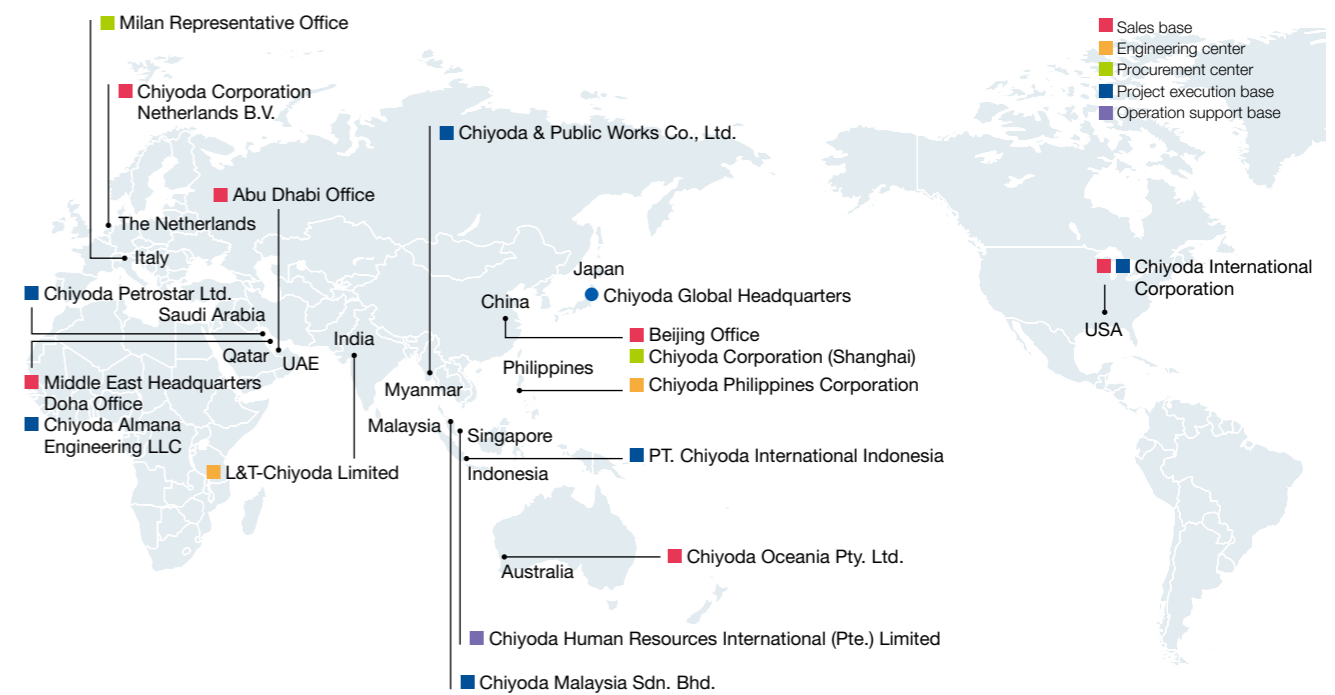 Milan Representative Office
Chiyoda Corporation
Netherlands B.V.
Abu Dhabi Office
Chiyoda & Public Works Co., Ltd.
Sales base
Engineering center
Procurement center
Project execution base
Operation support base
The Netherlands
Italy
Chiyoda Petrostar Ltd.
Saudi Arabia
Qatar
UAE
India
Middle East Headquarters
Doha Office
Chiyoda Almana
Engineering LLC
L&T-Chiyoda Limited
Myanmar
China
Japan
Chiyoda Global Headquarters
Beijing Office
Chiyoda Corporation (Shanghai)
Philippines
Chiyoda Philippines Corporation
Malaysia
Singapore
Indonesia
PT. Chiyoda International Indonesia
Australia
Chiyoda Oceania Pty. Ltd.
Chiyoda Human Resources International (Pte.) Limited
Chiyoda Malaysia Sdn. Bhd.
Chiyoda International
Corporation
USA